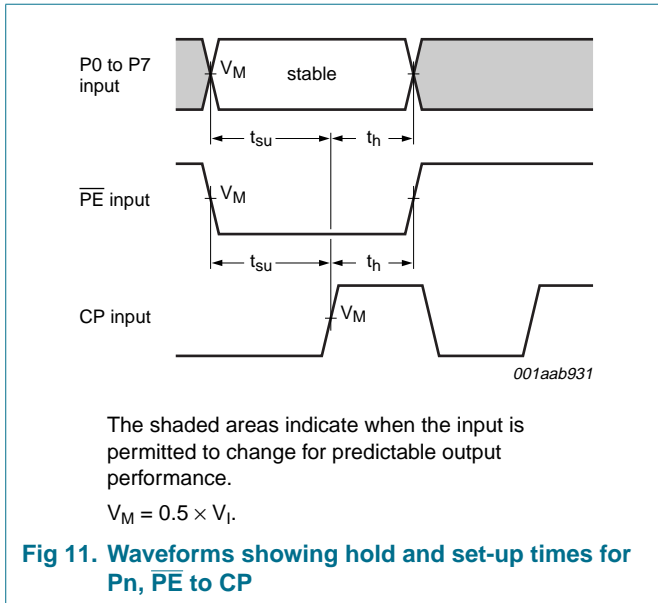 P0 to P7
input
V_M
stable
t_su
t_h
P̅E̅ input
V_M
t_su
t_h
CP input
V_M
001aab931
The shaded areas indicate when the input is
permitted to change for predictable output
performance.
V_M = 0.5 × V_I.
Fig 11. Waveforms showing hold and set-up times for
Pn, P̅E̅ to CP